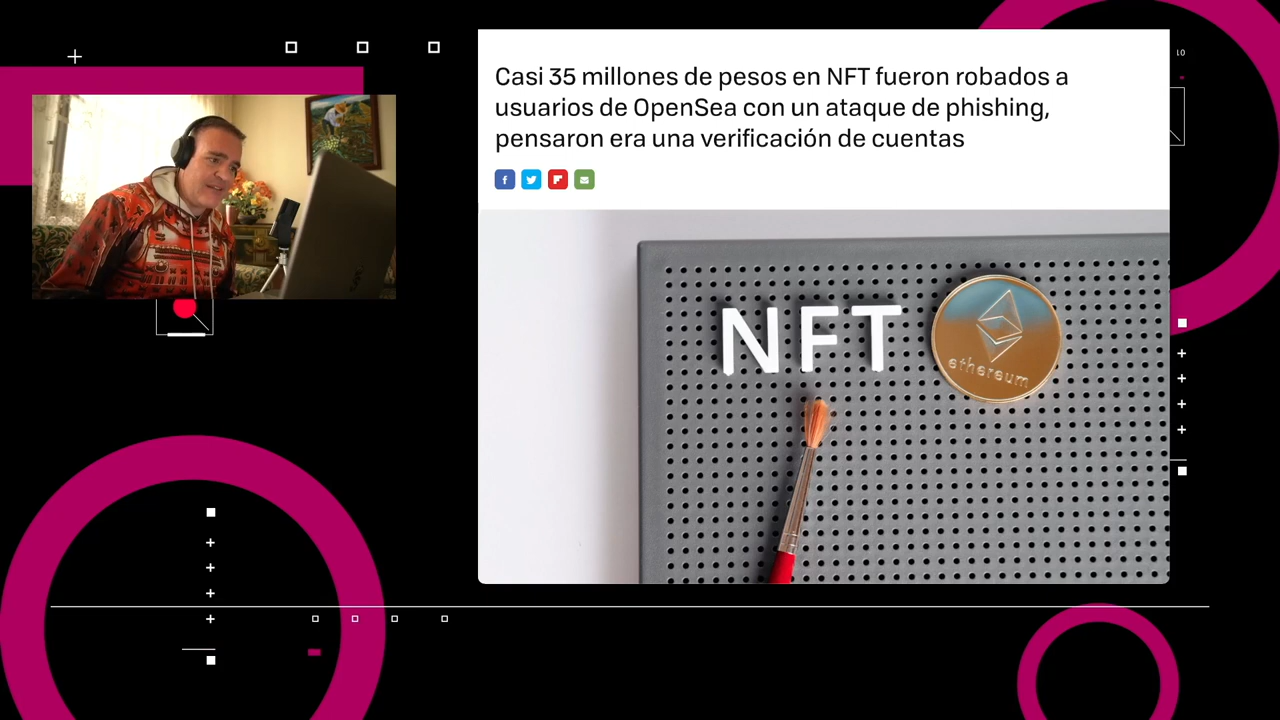 10
Casi 35 millones de pesos en NFT fueron robados a
usuarios de OpenSea con un ataque de phishing,
pensaron era una verificación de cuentas
NFT
ethereum